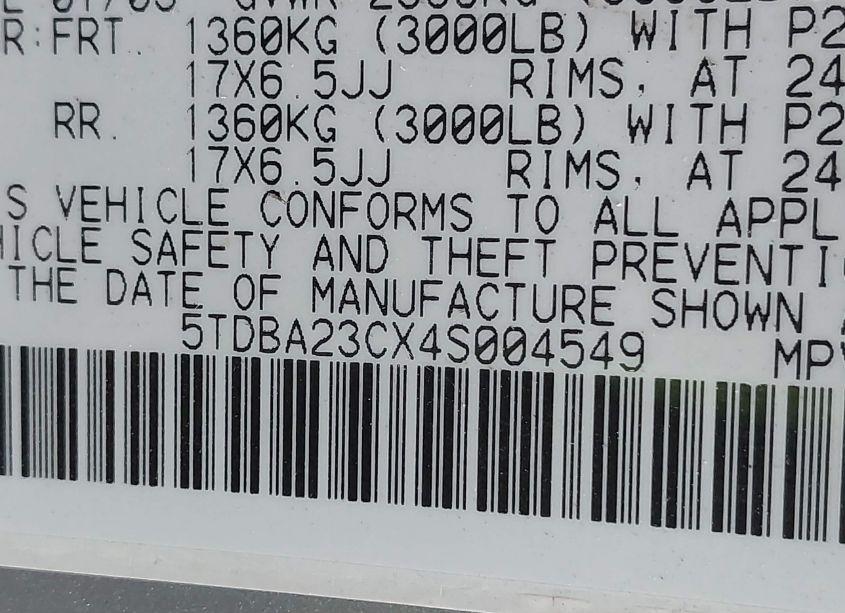 R:FRT. 1360KG (3000LB) WITH P2
17X6.5JJ RIMS, AT 24
RR. 1360KG (3000LB) WITH P2
17X6.5JJ RIMS, AT 24
S VEHICLE CONFORMS TO ALL APPL
HICLE SAFETY AND THEFT PREVENTI
THE DATE OF MANUFACTURE SHOWN
5TDBA23CX4S004549 MPV